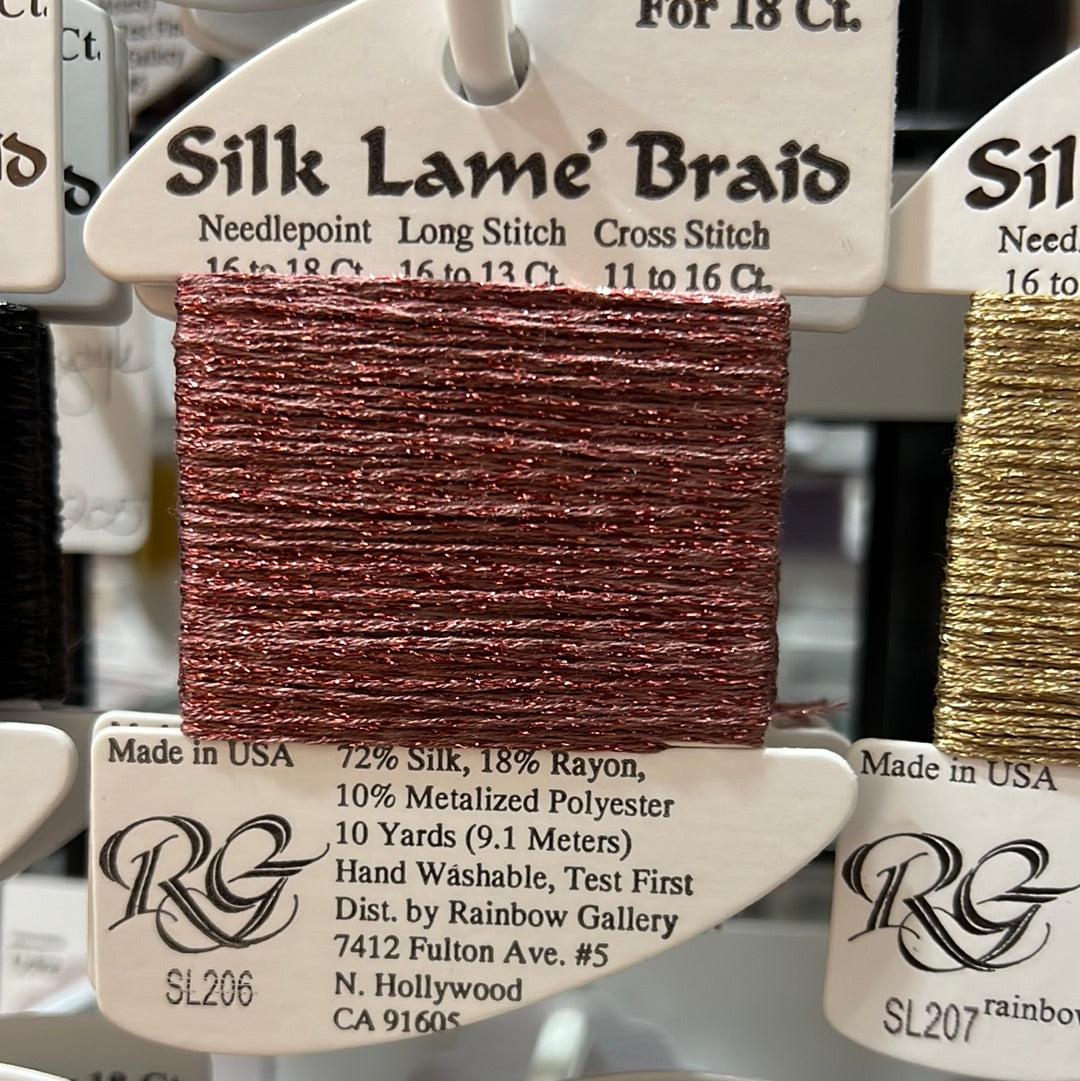 For 18 Ct.
Silk Lame' Braid
Needlepoint Long Stitch Cross Stitch
16 to 18 Ct. 16 to 13 Ct. 11 to 16 Ct.
Made in USA
72% Silk, 18% Rayon,
10% Metalized Polyester
10 Yards (9.1 Meters)
Hand Washable, Test First
Dist. by Rainbow Gallery
7412 Fulton Ave. #5
N. Hollywood
CA 91605
RG
SL206
Sil
Need
16 to
Made in USA
RG
SL207
rainbo
Ct.